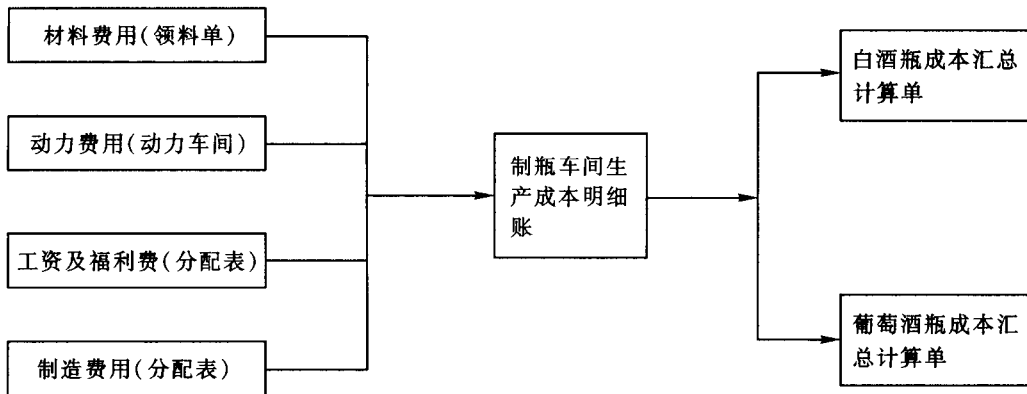 材料费用(领料单)
动力费用(动力车间)
工资及福利费(分配表)
制造费用(分配表)
制瓶车间生
产成本明细
账
白酒瓶成本汇总
计算单
葡萄酒瓶成本汇
总计算单